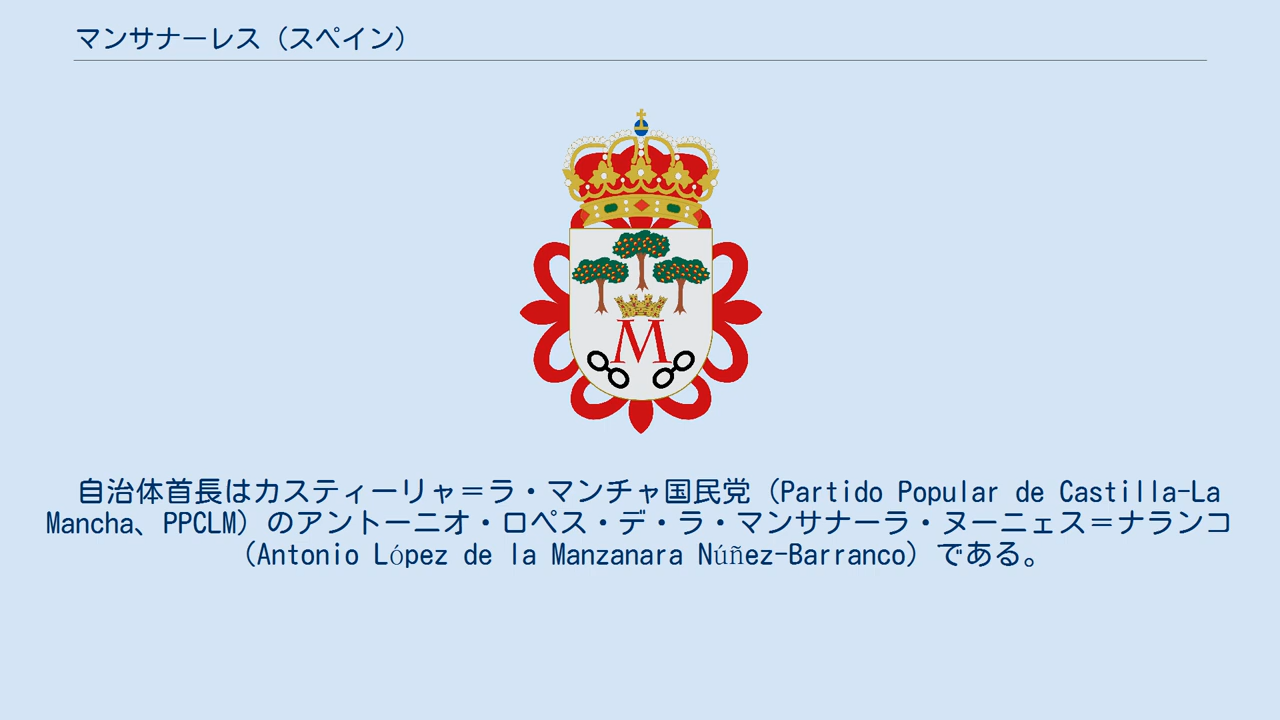 マンサナーレス（スペイン）
M
自治体首長はカスティーリャ＝ラ・マンチャ国民党（Partido Popular de Castilla-La
Mancha、PPCLM）のアントーニオ・ロペス・デ・ラ・マンサナーラ・ヌーニェス＝ナランコ
（Antonio López de la Manzanara Núñez-Barranco）である。